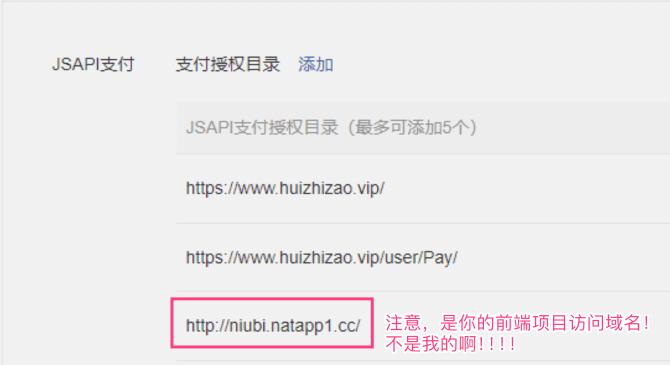 JSAPI支付 支付授权目录 添加
JSAPI支付授权目录（最多可添加5个）
https://www.huizhizao.vip/
https://www.huizhizao.vip/user/Pay/
http://niubi.natapp1.cc/
注意，是你的前端项目访问域名！
不是我的啊！！！！